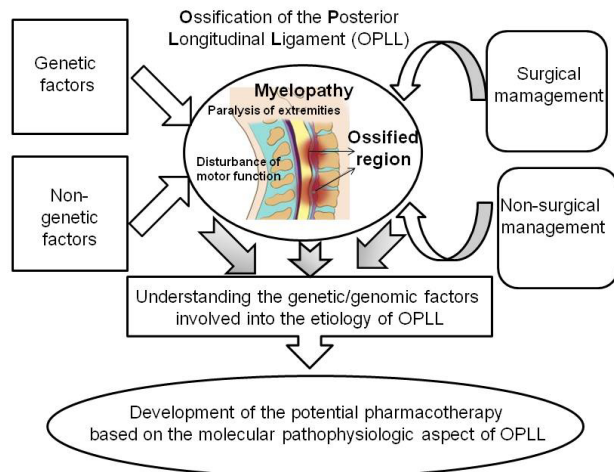 Ossification of the Posterior
Longitudinal Ligament (OPLL)
Genetic
factors
Non-
genetic
factors
Myelopathy
Paralysis of extremities
Ossified
region
Disturbance of
motor function
Surgical
mamagement
Non-surgical
management
Understanding the genetic/genomic factors
involved into the etiology of OPLL
Development of the potential pharmacotherapy
based on the molecular pathophysiologic aspect of OPLL